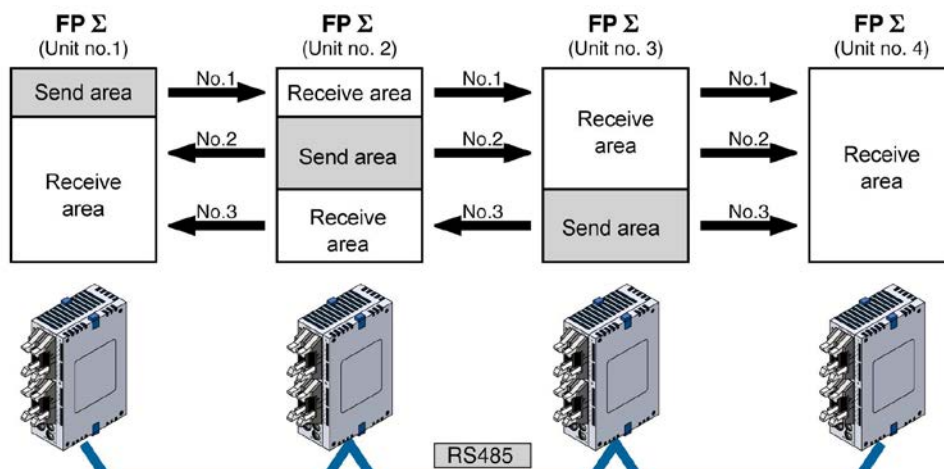 FP Σ
(Unit no.1)
FP Σ
(Unit no. 2)
FP Σ
(Unit no. 3)
FP Σ
(Unit no. 4)
Send area
No.1
Receive area
No.1
No.1
Receive
area
No.2
Send area
No.2
Receive
area
No.2
Receive
area
No.3
Receive
area
No.3
Send area
No.3
RS485